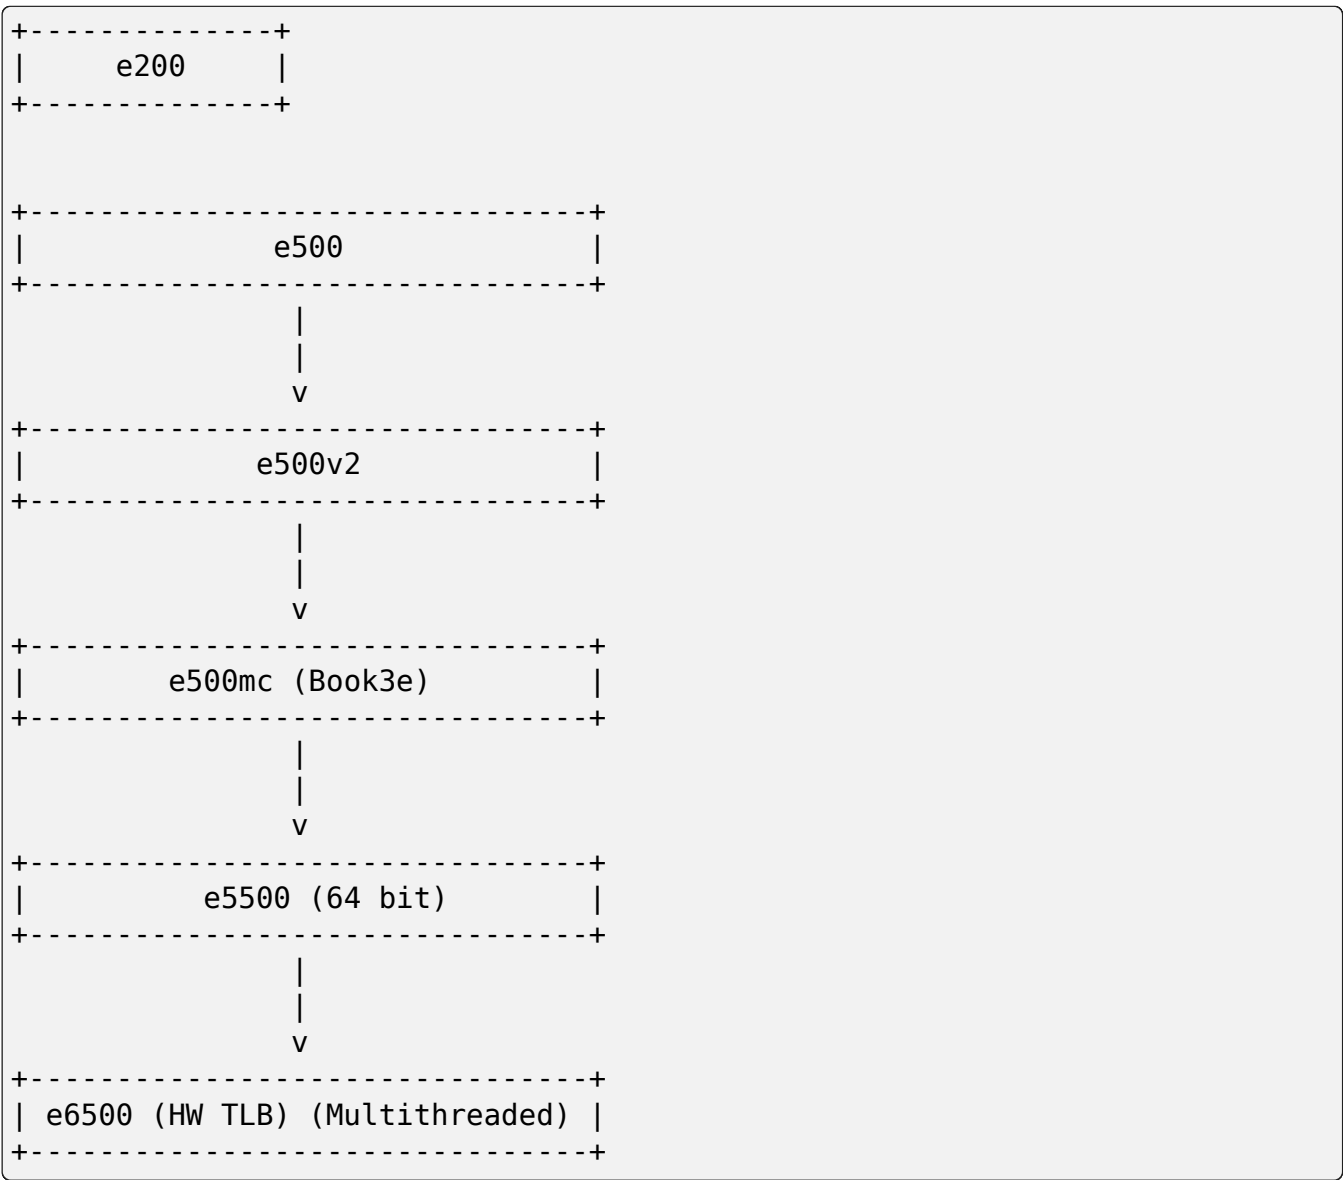 +--------------+
|     e200     |
+--------------+
+--------------------------------+
|              e500              |
+--------------------------------+
|
|
v
+--------------------------------+
|             e500v2             |
+--------------------------------+
|
|
v
+--------------------------------+
|        e500mc (Book3e)         |
+--------------------------------+
|
|
v
+--------------------------------+
|          e5500 (64 bit)        |
+--------------------------------+
|
|
v
+--------------------------------+
| e6500 (HW TLB) (Multithreaded) |
+--------------------------------+